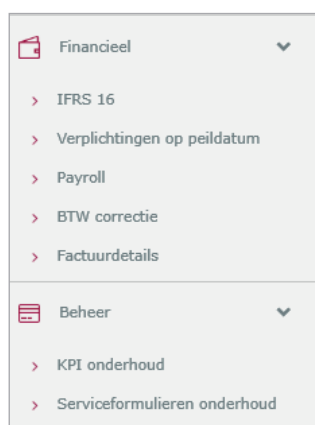 Financieel
IFRS 16
Verplichtingen op peildatum
Payroll
BTW correctie
Factuurdetails
Beheer
KPI onderhoud
Serviceformulieren onderhoud